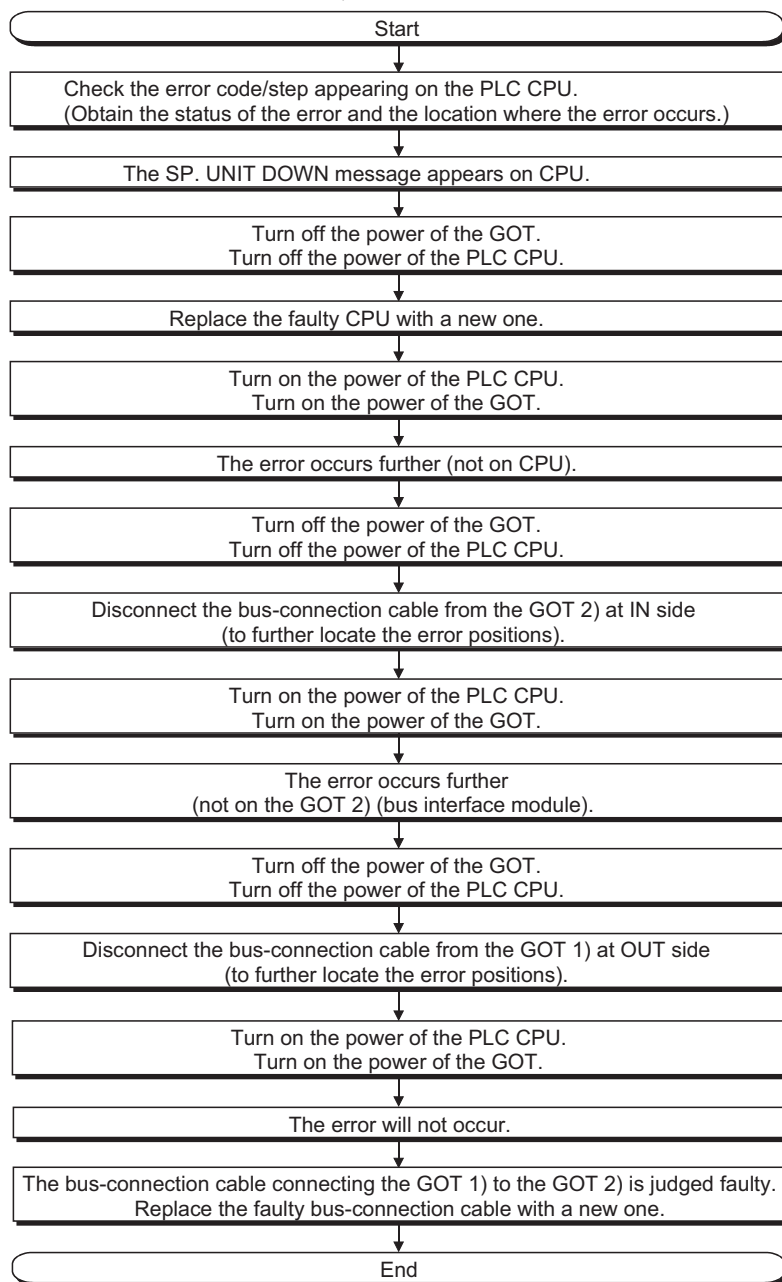 Start
Check the error code/step appearing on the PLC CPU.
(Obtain the status of the error and the location where the error occurs.)
The SP. UNIT DOWN message appears on CPU.
Turn off the power of the GOT.
Turn off the power of the PLC CPU.
Replace the faulty CPU with a new one.
Turn on the power of the PLC CPU.
Turn on the power of the GOT.
The error occurs further (not on CPU).
Turn off the power of the GOT.
Turn off the power of the PLC CPU.
Disconnect the bus-connection cable from the GOT 2) at IN side
(to further locate the error positions).
Turn on the power of the PLC CPU.
Turn on the power of the GOT.
The error occurs further
(not on the GOT 2) (bus interface module).
Turn off the power of the GOT.
Turn off the power of the PLC CPU.
Disconnect the bus-connection cable from the GOT 1) at OUT side
(to further locate the error positions).
Turn on the power of the PLC CPU.
Turn on the power of the GOT.
The error will not occur.
The bus-connection cable connecting the GOT 1) to the GOT 2) is judged faulty.
Replace the faulty bus-connection cable with a new one.
End